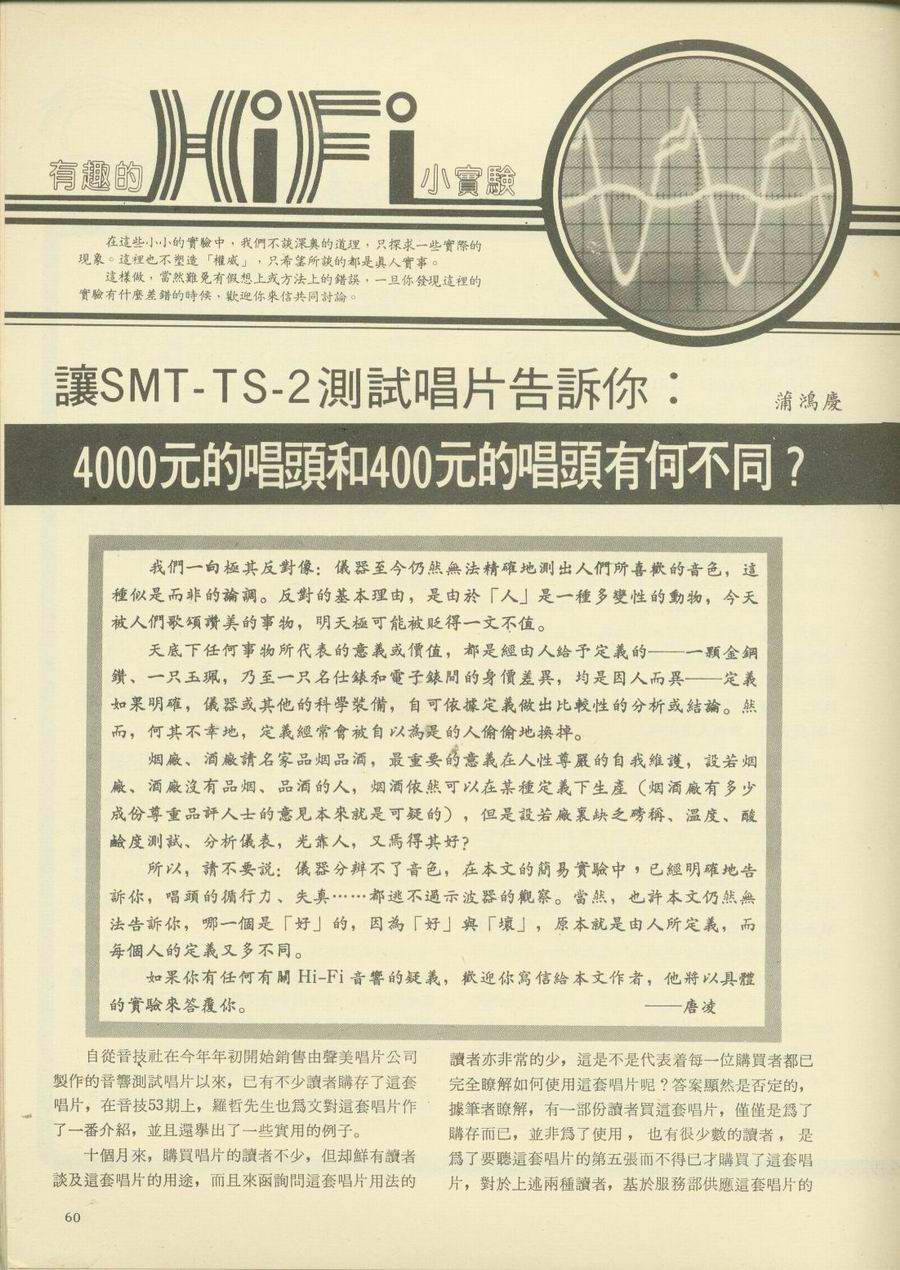 有趣的HiFi小實驗
在這些小小的實驗中，我們不談深奧的道理，只探求一些實際的
現象。這裡也不塑造「權威」，只希望所談的都是眞人實事。
這樣做，當然難免有假想上或方法上的錯誤，一旦你發現這裡的
實驗有什麼差錯的時候，歡迎你來信共同討論。
讓SMT-TS-2測試唱片告訴你：
蒲鴻慶
4000元的唱頭和400元的唱頭有何不同？
我們一向極其反對像：儀器至今仍然無法精確地測出人們所喜歡的音色，這
種似是而非的論調。反對的基本理由，是由於「人」是一種多變性的動物，今天
被人們歌頌讚美的事物，明天極可能被貶得一文不值。
天底下任何事物所代表的意義或價值，都是經由人給予定義的——一顆金鋼
鑽、一只玉珮，乃至一只名仕錶和電子錶間的身價差異，均是因人而異——定義
如果明確，儀器或其他的科學裝備，自可依據定義做出比較性的分析或結論。然
而，何其不幸地，定義經常會被自以為是的人偷偷地換掉。
烟廠、酒廠請名家品烟品酒，最重要的意義在人性尊嚴的自我維護，設若烟
廠、酒廠沒有品烟、品酒的人，烟酒依然可以在某種定義下生產（烟酒廠有多少
成份尊重品評人士的意見本來就是可疑的），但是設若廠裏缺乏磅稱、溫度、酸
鹼度測試、分析儀表，光靠人，又焉得其好？
所以，請不要說：儀器分辨不了音色，在本文的簡易實驗中，已經明確地告
訴你，唱頭的循行力、失真……都逃不過示波器的觀察。當然，也許本文仍然無
法告訴你，哪一個是「好」的，因為「好」與「壞」，原本就是由人所定義，而
每個人的定義又多不同。
如果你有任何有關 Hi-Fi 音響的疑義，歡迎你寫信給本文作者，他將以具體
的實驗來答覆你。 ——唐凌
自從音技社在今年年初開始銷售由聲美唱片公司
製作的音響測試唱片以來，已有不少讀者購存了這套
唱片，在音技53期上，羅哲先生也爲文對這套唱片作
了一番介紹，並且還舉出了一些實用的例子。
十個月來，購買唱片的讀者不少，但却鮮有讀者
談及這套唱片的用途，而且來函詢問這套唱片用法的
讀者亦非常的少，這是不是代表着每一位購買者都已
完全瞭解如何使用這套唱片呢？答案顯然是否定的，
據筆者瞭解，有一部份讀者買這套唱片，僅僅是爲了
購存而已，並非爲了使用，也有很少數的讀者，是
爲了要聽這套唱片的第五張而不得已才購買了這套唱
片，對於上述兩種讀者，基於服務部供應這套唱片的
60